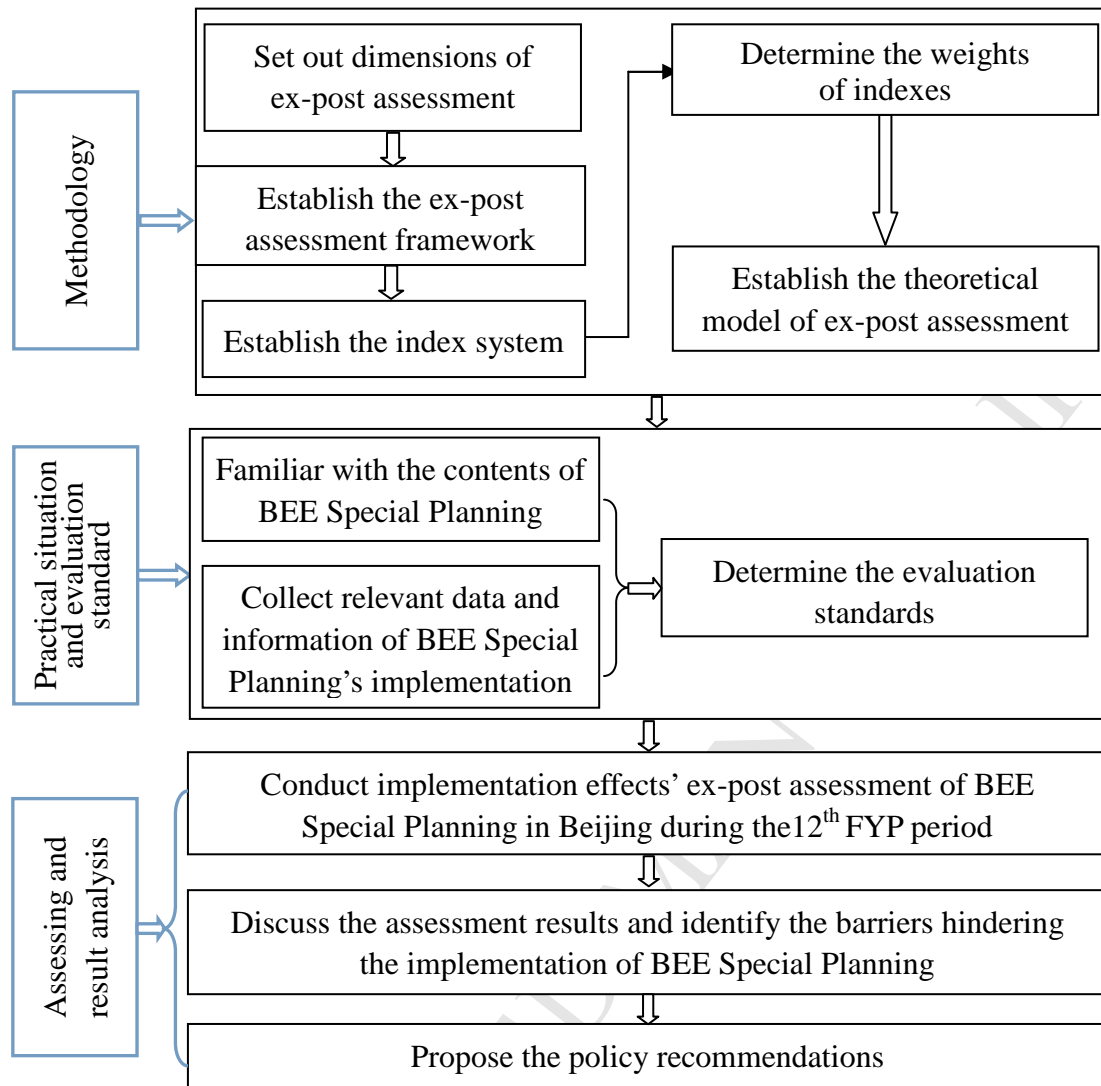 Methodology
Set out dimensions of
ex-post assessment
Establish the ex-post
assessment framework
Establish the index system
Determine the weights
of indexes
Establish the theoretical
model of ex-post assessment
Practical situation
and evaluation
standard
Familiar with the contents of
BEE Special Planning
Collect relevant data and
information of BEE Special
Planning’s implementation
Determine the evaluation
standards
Assessing and
result analysis
Conduct implementation effects’ ex-post assessment of BEE
Special Planning in Beijing during the12th FYP period
Discuss the assessment results and identify the barriers hindering
the implementation of BEE Special Planning
Propose the policy recommendations